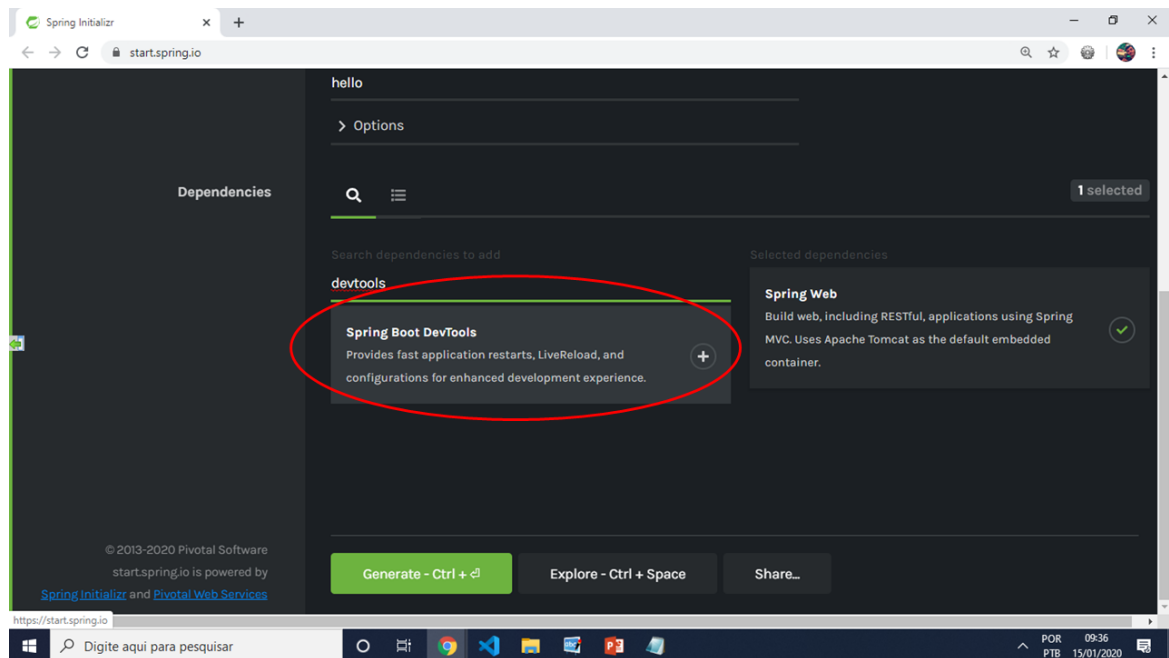 Spring Initializr
start.spring.io
hello
Options
Dependencies
1 selected
Search dependencies to add
Selected dependencies
devtools
Spring Boot DevTools
Provides fast application restarts, LiveReload, and
configurations for enhanced development experience.
Spring Web
Build web, including RESTful, applications using Spring
MVC. Uses Apache Tomcat as the default embedded
container.
© 2013-2020 Pivotal Software
start.spring.io is powered by
Spring Initializr and Pivotal Web Services
Generate - Ctrl + ⏎
Explore - Ctrl + Space
Share...
https://start.spring.io
Digite aqui para pesquisar
POR
PTB
09:36
15/01/2020